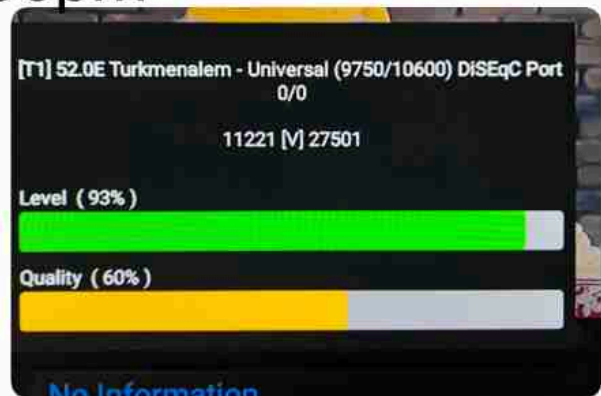 [T1] 52.0E Turkmenalem - Universal (9750/10600) DiSEqC Port
0/0
11221 [V] 27501
Level ( 93% )
Quality ( 60% )
No Information